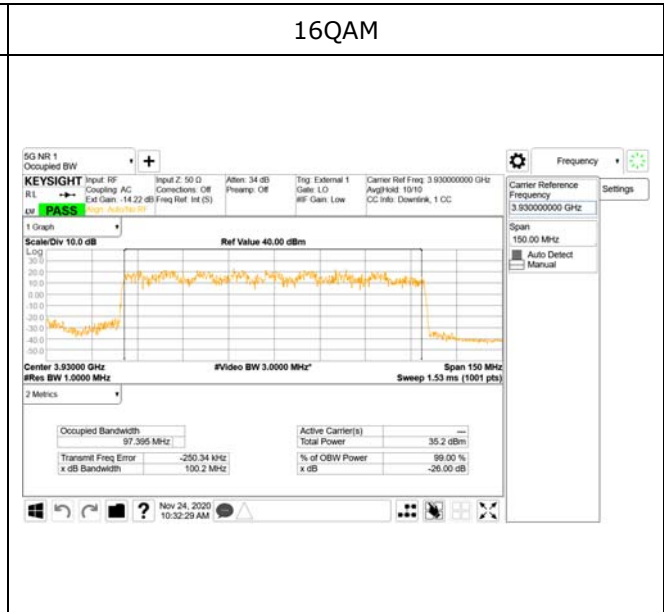 16QAM
5G NR 1
Occupied BW
+
Frequency
KEYSIGHT
Input: RF
Input Z: 50 Ω
Atten: 34 dB
Trig: External 1
Carrier Ref Freq: 3.930000000 GHz
RL
Coupling: AC
Corrections: Off
Preamp: Off
Gate: LO
Avg|Hold: 10/10
Ext Gain: -14.22 dB
Freq Ref: Int (S)
#IF Gain: Low
CC Info: Downlink, 1 CC
PASS
Align: Auto/No RF
Carrier Reference
Frequency
3.930000000 GHz
Settings
Span
150.00 MHz
Auto Detect
Manual
1 Graph
Scale/Div 10.0 dB
Ref Value 40.00 dBm
Log
30.0
20.0
10.0
0.00
-10.0
-20.0
-30.0
-40.0
-50.0
Center 3.93000 GHz
#Video BW 3.0000 MHz*
Span 150 MHz
#Res BW 1.0000 MHz
Sweep 1.53 ms (1001 pts)
2 Metrics
Occupied Bandwidth
97.395 MHz
Active Carrier(s)
---
Total Power
35.2 dBm
Transmit Freq Error
-250.34 kHz
% of OBW Power
99.00 %
x dB Bandwidth
100.2 MHz
x dB
-26.00 dB
?
Nov 24, 2020
10:32:29 AM